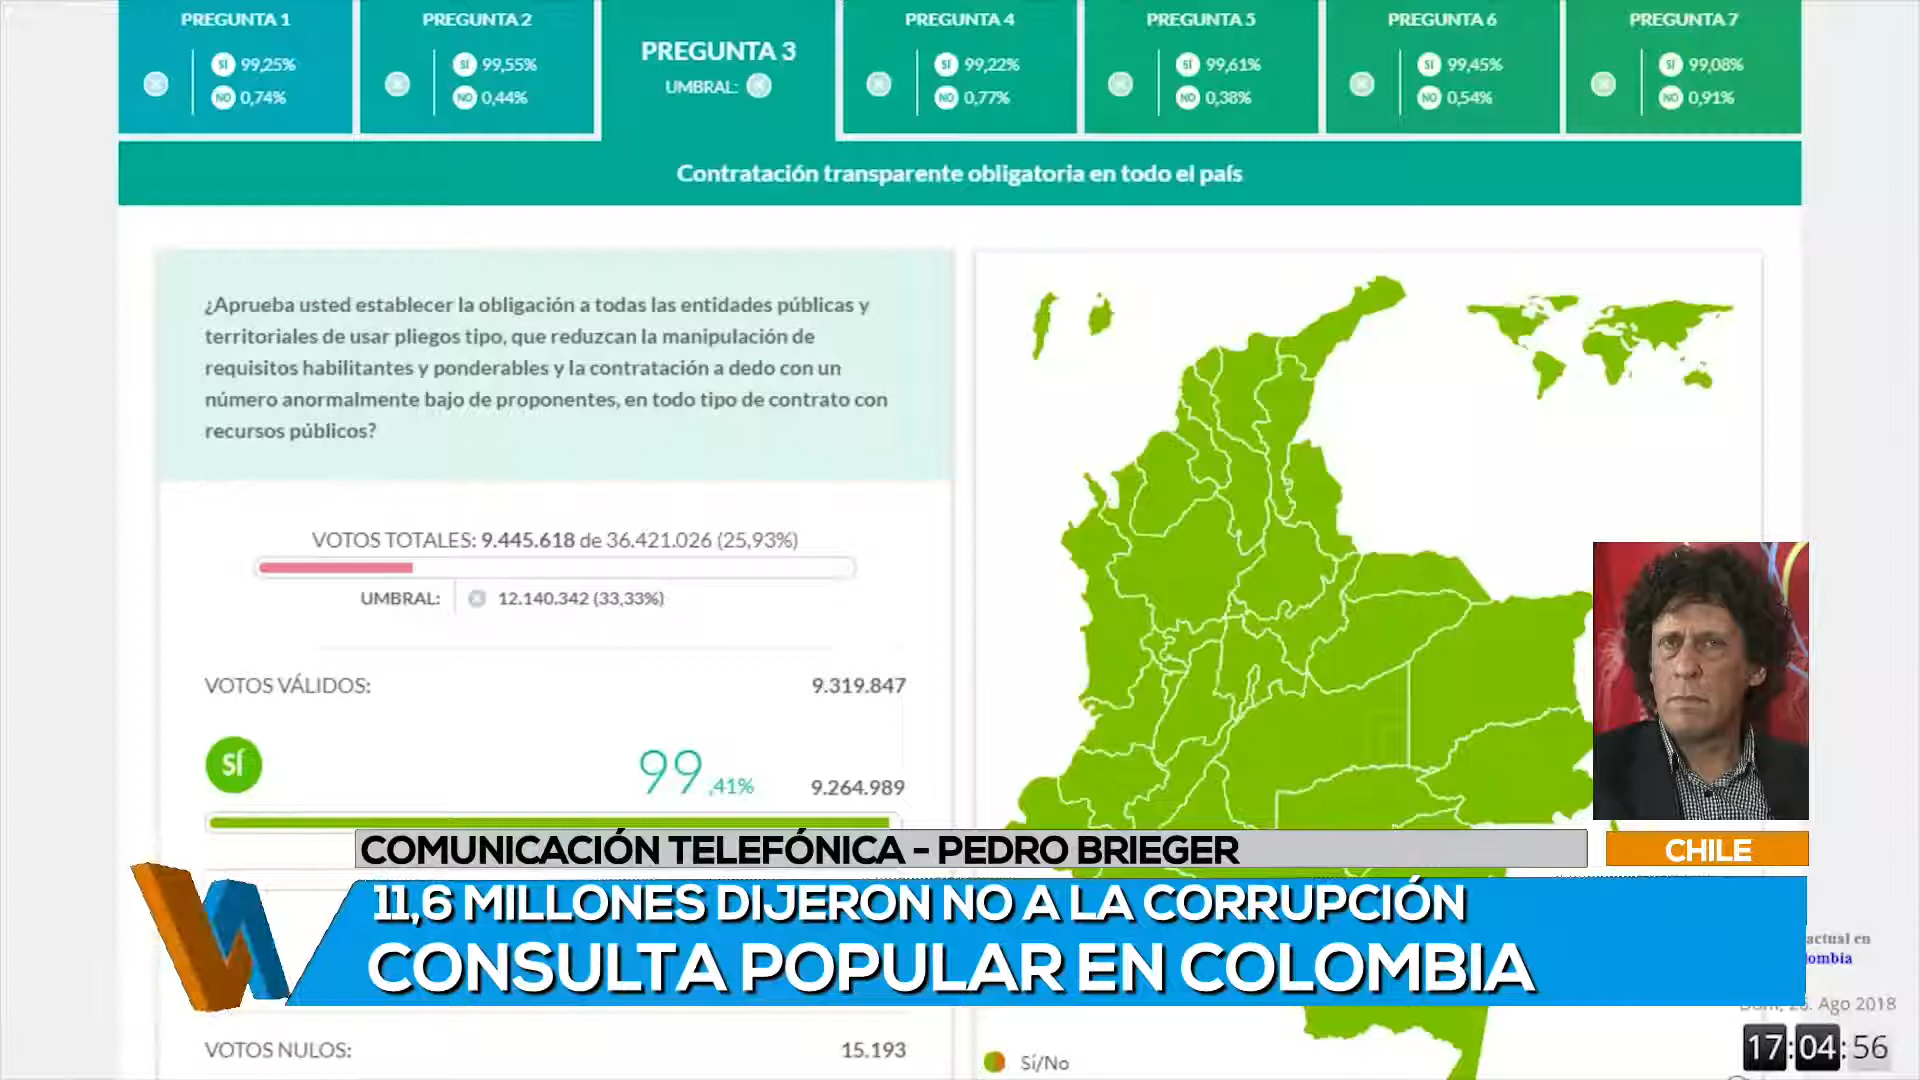 PREGUNTA 1
SÍ 99,25%
NO 0,74%
PREGUNTA 2
SÍ 99,55%
NO 0,44%
PREGUNTA 3
UMBRAL:
PREGUNTA 4
SÍ 99,22%
NO 0,77%
PREGUNTA 5
SÍ 99,61%
NO 0,38%
PREGUNTA 6
SÍ 99,45%
NO 0,54%
PREGUNTA 7
SÍ 99,08%
NO 0,91%
Contratación transparente obligatoria en todo el país
¿Aprueba usted establecer la obligación a todas las entidades públicas y
territoriales de usar pliegos tipo, que reduzcan la manipulación de
requisitos habilitantes y ponderables y la contratación a dedo con un
número anormalmente bajo de proponentes, en todo tipo de contrato con
recursos públicos?
VOTOS TOTALES: 9.445.618 de 36.421.026 (25,93%)
UMBRAL: 12.140.342 (33,33%)
VOTOS VÁLIDOS: 9.319.847
SÍ 99,41% 9.264.989
COMUNICACIÓN TELEFÓNICA - PEDRO BRIEGER
CHILE
11,6 MILLONES DIJERON NO A LA CORRUPCIÓN
CONSULTA POPULAR EN COLOMBIA
actual en
ombia
Ago 2018
VOTOS NULOS: 15.193
Sí/No
17:04:56